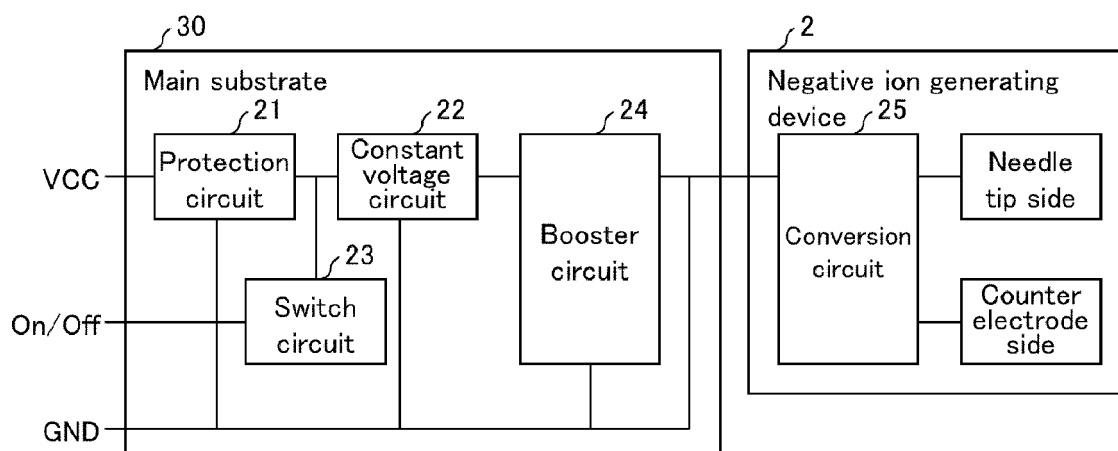 30
2
Main substrate
Negative ion generating
device
21
22
24
25
VCC
Protection
circuit
Constant
voltage
circuit
Booster
circuit
Conversion
circuit
Needle
tip side
23
On/Off
Switch
circuit
Counter
electrode
side
GND